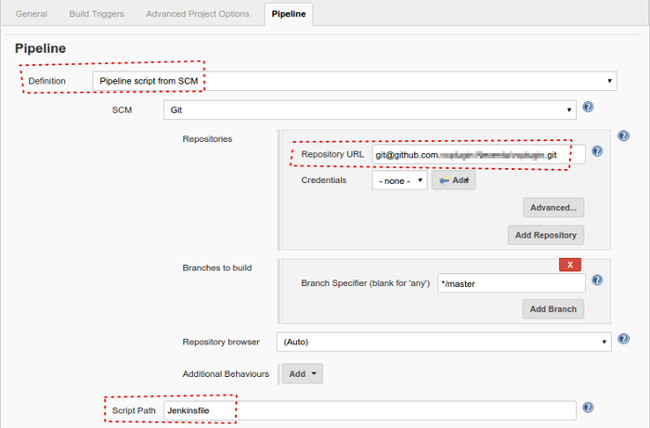 General Build Triggers Advanced Project Options Pipeline
Pipeline
Definition Pipeline script from SCM
SCM Git
Repositories
Repository URL git@github.com .git
Credentials - none - Add
Advanced...
Add Repository
Branches to build X
Branch Specifier (blank for 'any') */master
Add Branch
Repository browser (Auto)
Additional Behaviours Add
Script Path Jenkinsfile